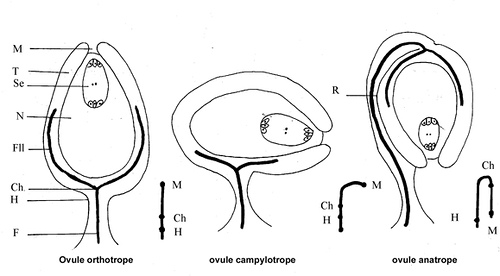 M
T
Se
N
Fll
Ch.
H
F
M
Ch
H
Ovule orthotrope
M
Ch
H
ovule campylotrope
R
Ch
H
M
ovule anatrope